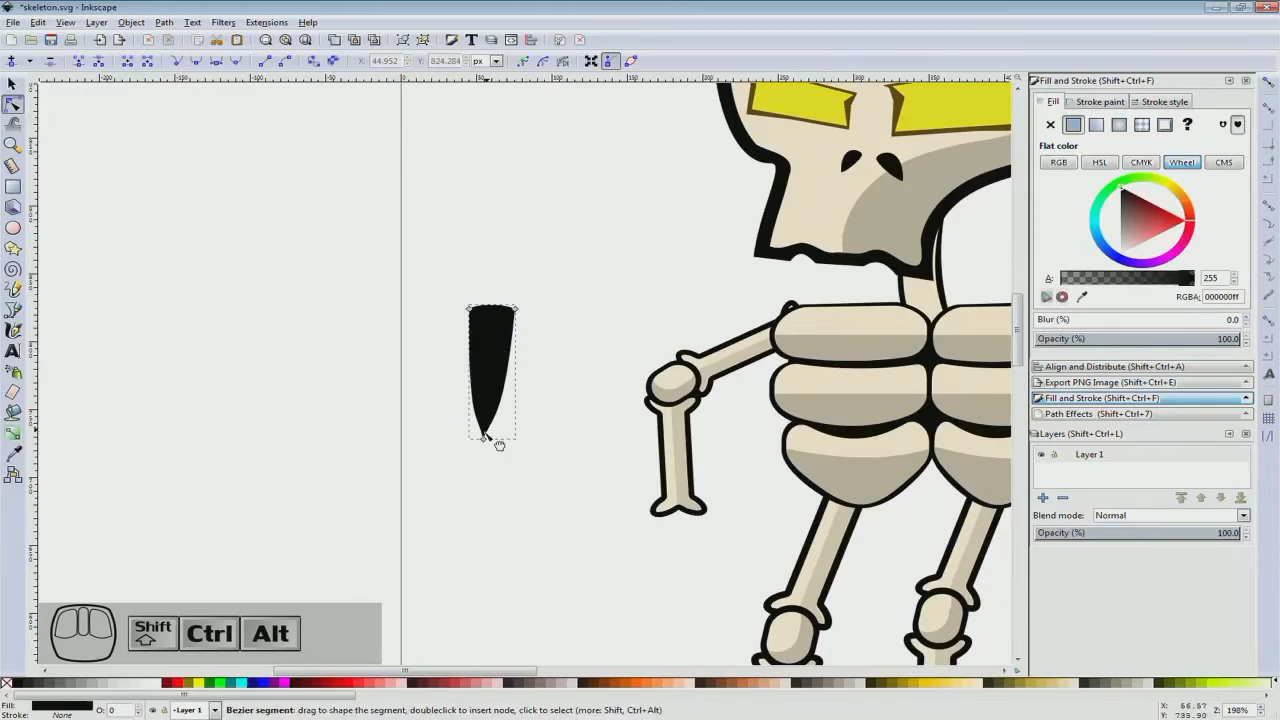 *skeleton.svg - Inkscape
File Edit View Layer Object Path Filters Text Extensions Help
X: 44.952 Y: 824.284 px
Fill and Stroke (Shift+Ctrl+F)
Fill Stroke paint Stroke style
?
Flat color
RGB HSL CMYK Wheel CMS
A: 255
RGBA: 000000ff
Blur (%) 0.0
Opacity (%) 100.0
Align and Distribute (Shift+Ctrl+A)
Export PNG Image (Shift+Ctrl+E)
Fill and Stroke (Shift+Ctrl+F)
Path Effects (Shift+Ctrl+7)
Layers (Shift+Ctrl+L)
Layer 1
Blend mode: Normal
Opacity (%) 100.0
Shift Ctrl Alt
Fill:
Stroke: None
O: 0
Layer 1
Bezier segment: drag to shape the segment, doubleclick to insert node, click to select (more: Shift, Ctrl+Alt)
X: 56.57
Y: 785.90
Z: 198%